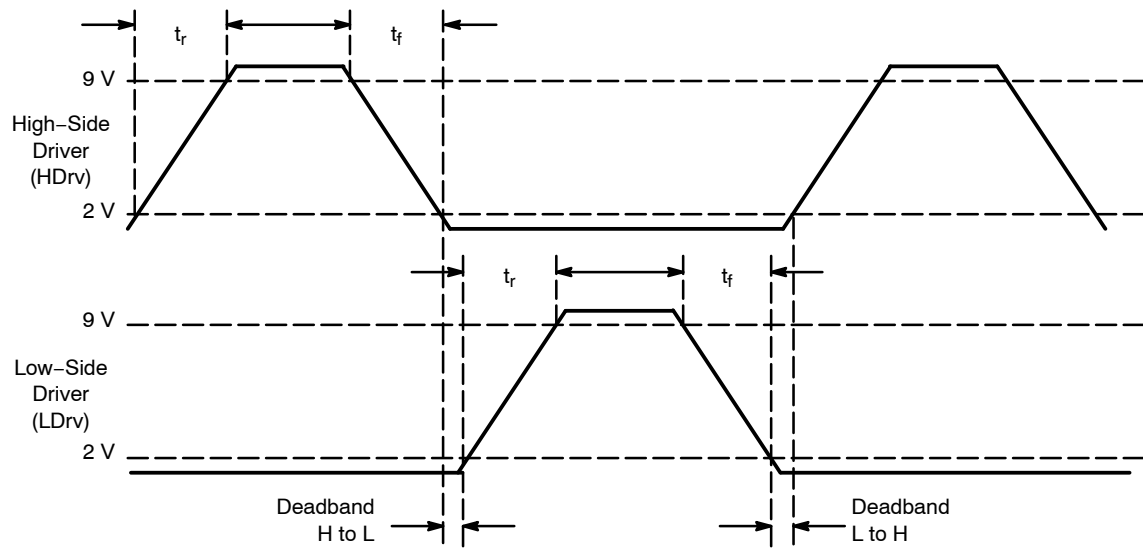 tr
tf
9 V
High−Side
Driver
(HDrv)
2 V
tr
tf
9 V
Low−Side
Driver
(LDrv)
2 V
Deadband
H to L
Deadband
L to H